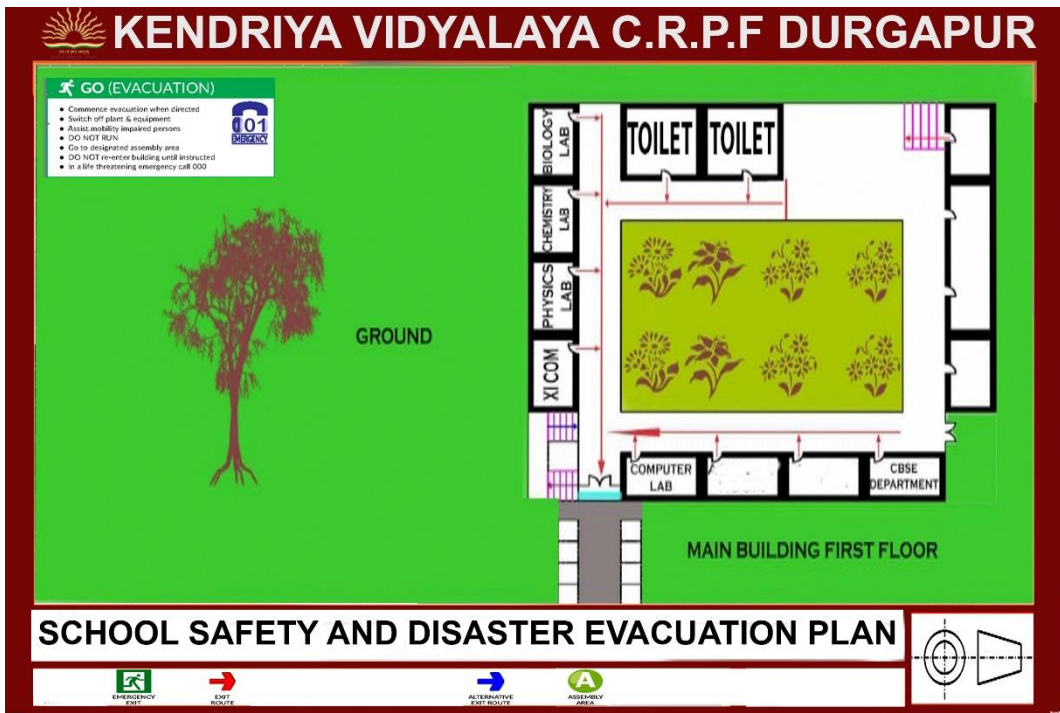 KENDRIYA VIDYALAYA C.R.P.F DURGAPUR
GO (EVACUATION)
Commence evacuation when directed
Switch off plant & equipment
Assist mobility impaired persons
DO NOT RUN
Go to designated assembly area
DO NOT re-enter building until instructed
In a life threatening emergency call 000
101
EMERGENCY
BIOLOGY
LAB
TOILET
TOILET
CHEMISTRY
LAB
PHYSICS
LAB
GROUND
XI COM
COMPUTER
LAB
CBSE
DEPARTMENT
MAIN BUILDING FIRST FLOOR
SCHOOL SAFETY AND DISASTER EVACUATION PLAN
EMERGENCY
EXIT
EXIT
ROUTE
ALTERNATIVE
EXIT ROUTE
A
ASSEMBLY
AREA